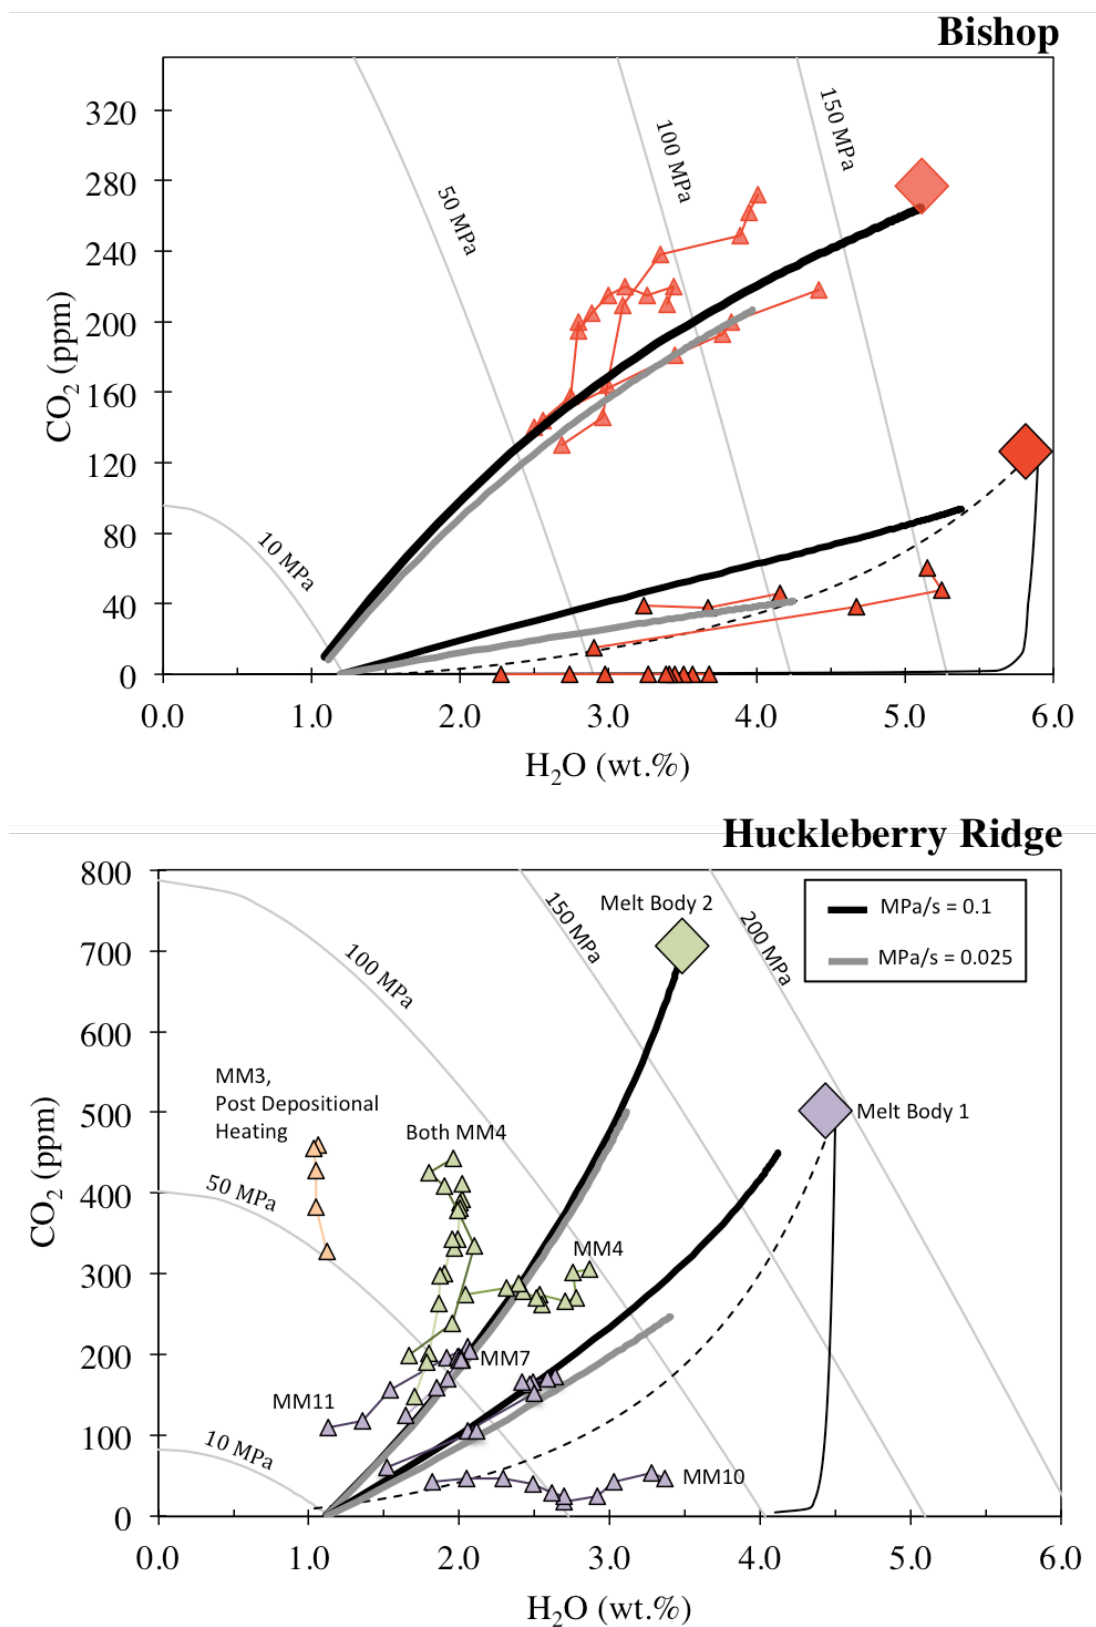 Bishop
320
280
240
200
160
120
80
40
0
CO2 (ppm)
50 MPa
100 MPa
150 MPa
10 MPa
0.0 1.0 2.0 3.0 4.0 5.0 6.0
H2O (wt.%)
Huckleberry Ridge
800
700
600
500
400
300
200
100
0
CO2 (ppm)
MPa/s = 0.1
MPa/s = 0.025
Melt Body 2
150 MPa
200 MPa
100 MPa
MM3,
Post Depositional
Heating
Both MM4
Melt Body 1
50 MPa
MM4
MM7
MM11
10 MPa
MM10
0.0 1.0 2.0 3.0 4.0 5.0 6.0
H2O (wt.%)